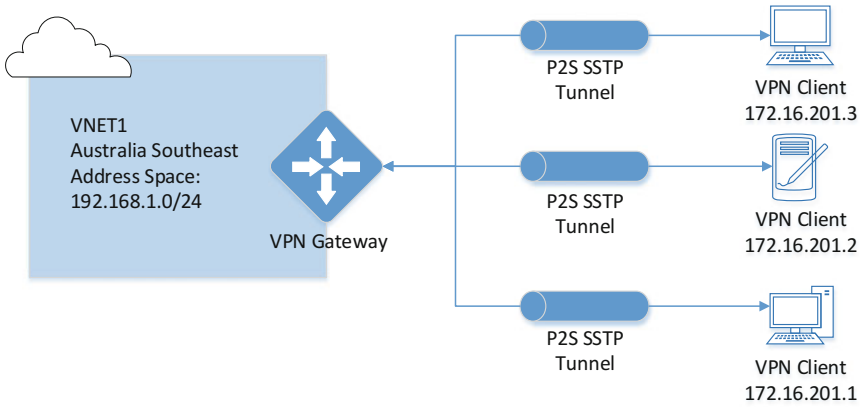 VNET1
Australia Southeast
Address Space:
192.168.1.0/24
VPN Gateway
P2S SSTP
Tunnel
VPN Client
172.16.201.3
P2S SSTP
Tunnel
VPN Client
172.16.201.2
P2S SSTP
Tunnel
VPN Client
172.16.201.1